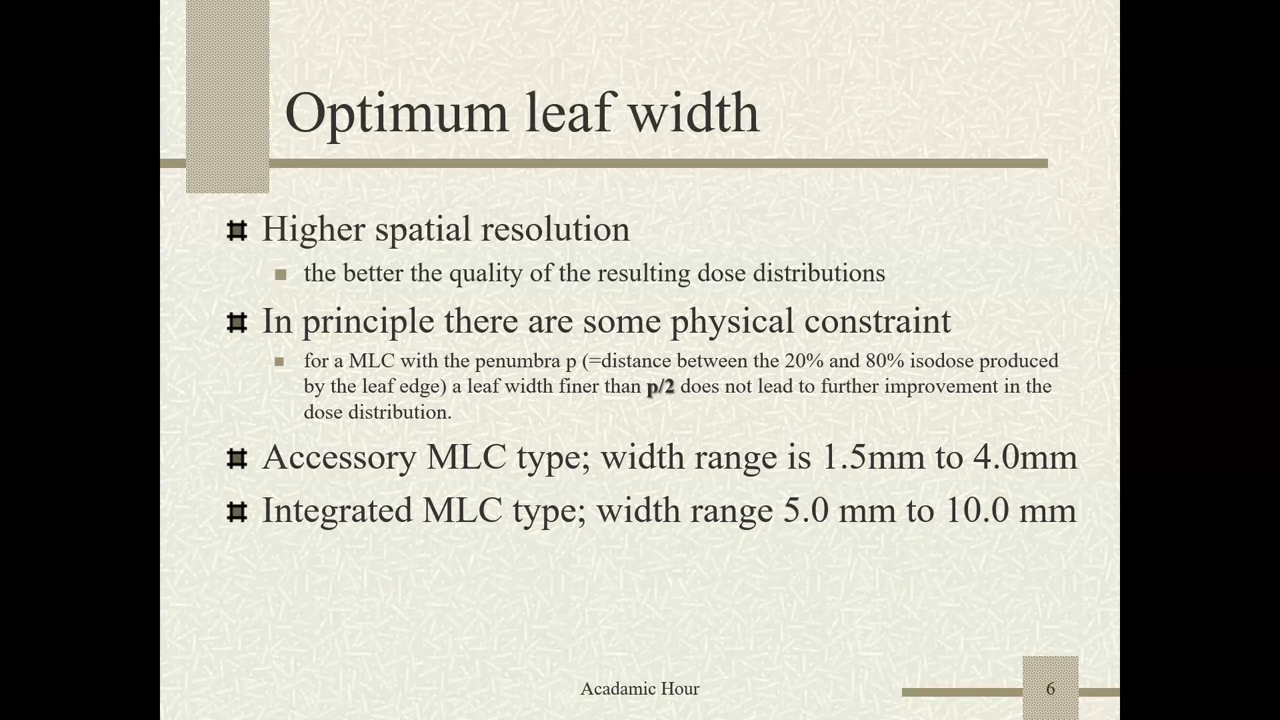 Optimum leaf width
Higher spatial resolution
the better the quality of the resulting dose distributions
In principle there are some physical constraint
for a MLC with the penumbra p (=distance between the 20% and 80% isodose produced
by the leaf edge) a leaf width finer than p/2 does not lead to further improvement in the
dose distribution.
Accessory MLC type; width range is 1.5mm to 4.0mm
Integrated MLC type; width range 5.0 mm to 10.0 mm
Acadamic Hour
6